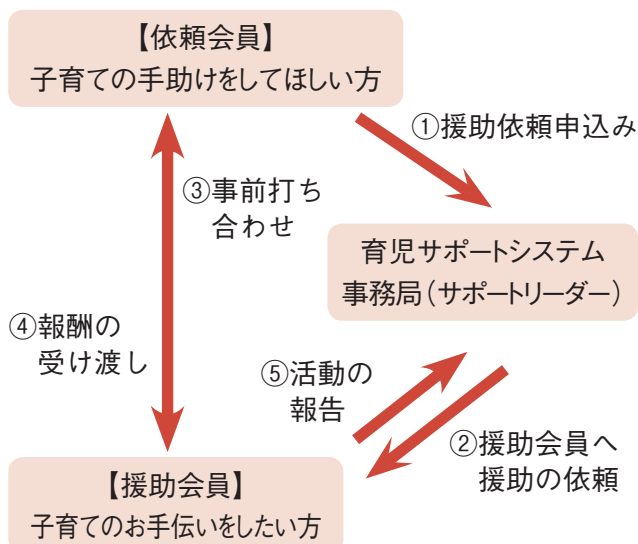 【依頼会員】
子育ての手助けをしてほしい方
①援助依頼申込み
③事前打ち
合わせ
育児サポートシステム
事務局（サポートリーダー）
④報酬の
受け渡し
⑤活動の
報告
②援助会員へ
援助の依頼
【援助会員】
子育てのお手伝いをしたい方